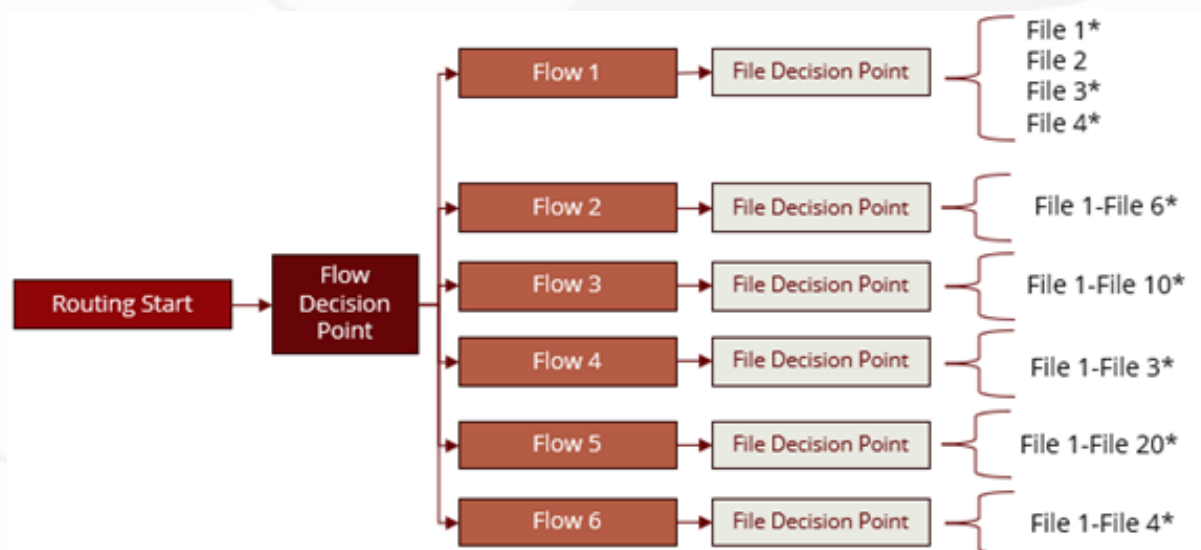 Routing Start
Flow
Decision
Point
Flow 1
File Decision Point
File 1*
File 2
File 3*
File 4*
Flow 2
File Decision Point
File 1-File 6*
Flow 3
File Decision Point
File 1-File 10*
Flow 4
File Decision Point
File 1-File 3*
Flow 5
File Decision Point
File 1-File 20*
Flow 6
File Decision Point
File 1-File 4*